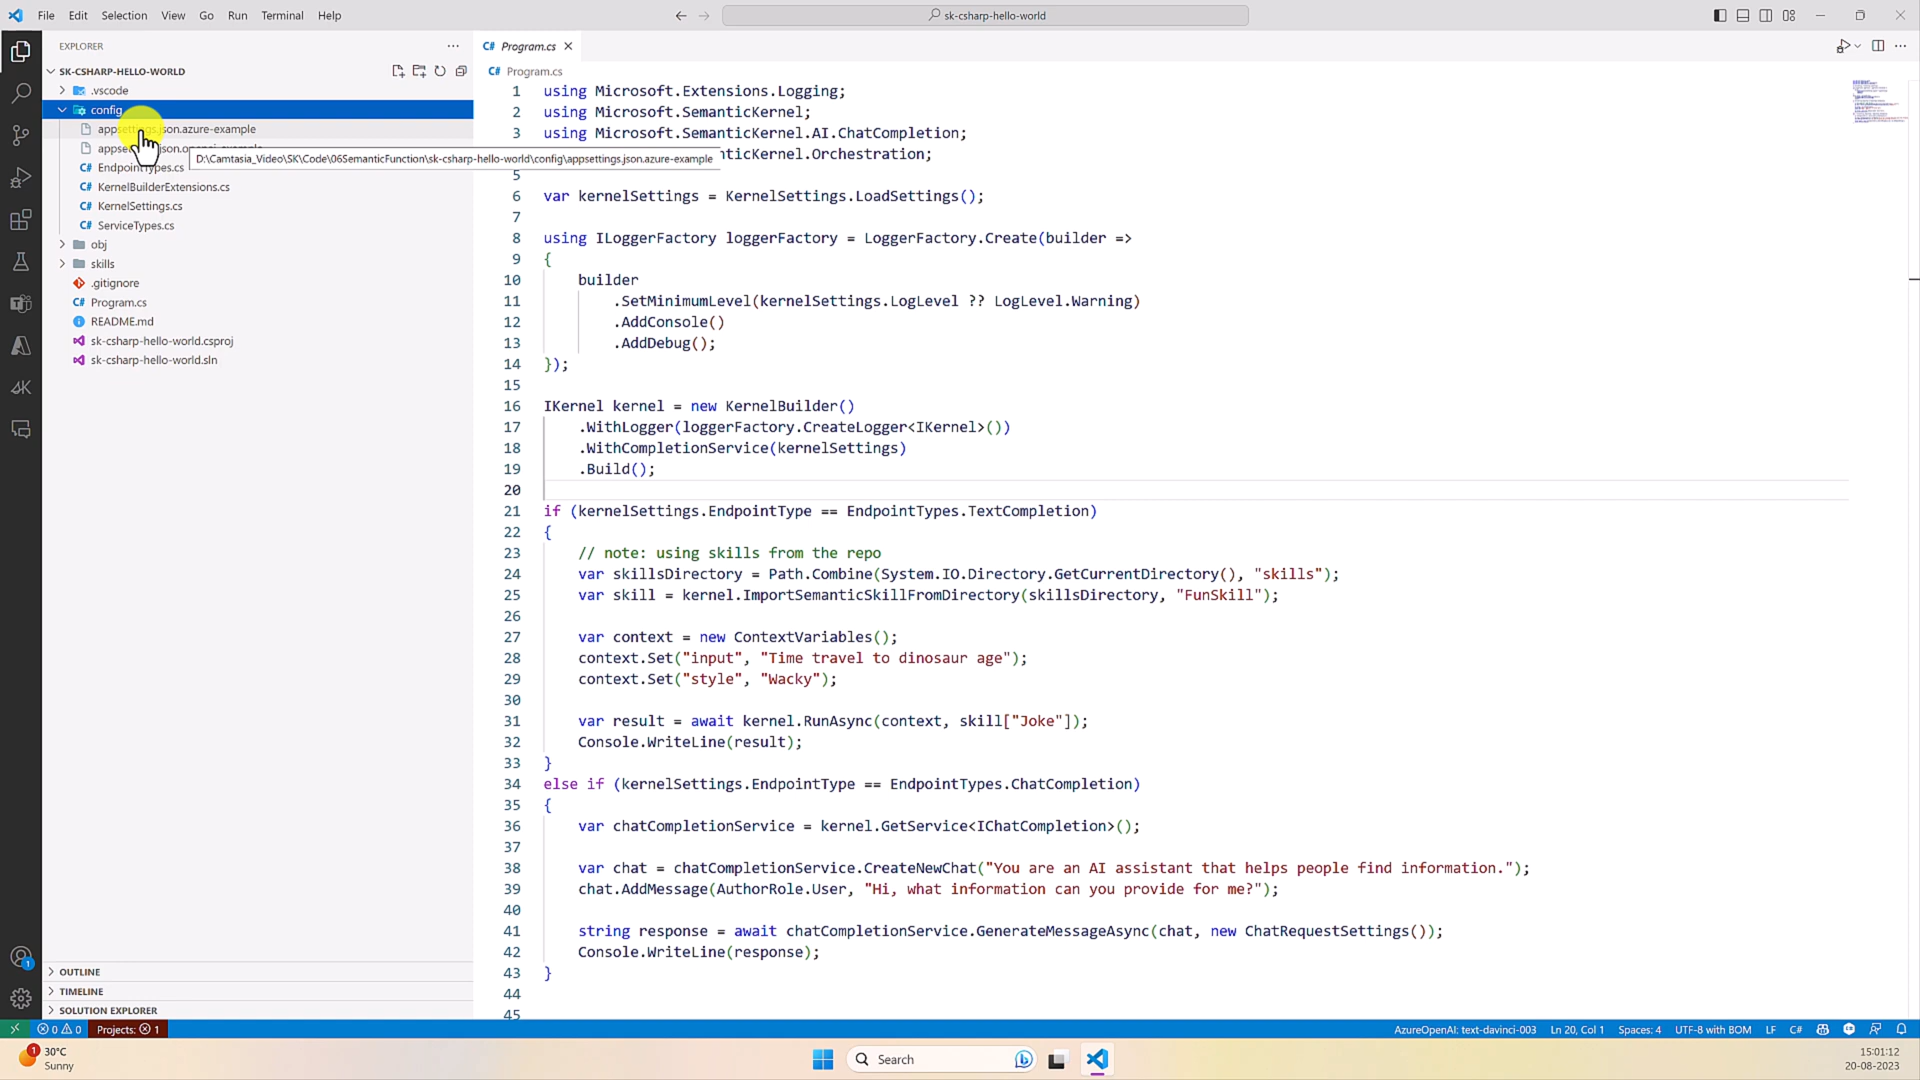 File Edit Selection View Go Run Terminal Help
sk-csharp-hello-world
EXPLORER
SK-CSHARP-HELLO-WORLD
.vscode
config
appsettings.json.azure-example
EndpointTypes.cs
KernelBuilderExtensions.cs
KernelSettings.cs
ServiceTypes.cs
obj
skills
.gitignore
Program.cs
README.md
sk-csharp-hello-world.csproj
sk-csharp-hello-world.sln
OUTLINE
TIMELINE
SOLUTION EXPLORER
D:\Camtasia_Video\SK\Code\06SemanticFunction\sk-csharp-hello-world\config\appsettings.json.azure-example
C# Program.cs
C# Program.cs
1 using Microsoft.Extensions.Logging;
2 using Microsoft.SemanticKernel;
3 using Microsoft.SemanticKernel.AI.ChatCompletion;
nticKernel.Orchestration;
5
6 var kernelSettings = KernelSettings.LoadSettings();
7
8 using ILoggerFactory loggerFactory = LoggerFactory.Create(builder =>
9 {
10 builder
11 .SetMinimumLevel(kernelSettings.LogLevel ?? LogLevel.Warning)
12 .AddConsole()
13 .AddDebug();
14 });
15
16 IKernel kernel = new KernelBuilder()
17 .WithLogger(loggerFactory.CreateLogger<IKernel>())
18 .WithCompletionService(kernelSettings)
19 .Build();
20
21 if (kernelSettings.EndpointType == EndpointTypes.TextCompletion)
22 {
23 // note: using skills from the repo
24 var skillsDirectory = Path.Combine(System.IO.Directory.GetCurrentDirectory(), "skills");
25 var skill = kernel.ImportSemanticSkillFromDirectory(skillsDirectory, "FunSkill");
26
27 var context = new ContextVariables();
28 context.Set("input", "Time travel to dinosaur age");
29 context.Set("style", "Wacky");
30
31 var result = await kernel.RunAsync(context, skill["Joke"]);
32 Console.WriteLine(result);
33 }
34 else if (kernelSettings.EndpointType == EndpointTypes.ChatCompletion)
35 {
36 var chatCompletionService = kernel.GetService<IChatCompletion>();
37
38 var chat = chatCompletionService.CreateNewChat("You are an AI assistant that helps people find information.");
39 chat.AddMessage(AuthorRole.User, "Hi, what information can you provide for me?");
40
41 string response = await chatCompletionService.GenerateMessageAsync(chat, new ChatRequestSettings());
42 Console.WriteLine(response);
43 }
44
45
0 0 Projects: 1
AzureOpenAI: text-davinci-003 Ln 20, Col 1 Spaces: 4 UTF-8 with BOM LF C#
1 30°C
Sunny
Search
15:01:12
20-08-2023